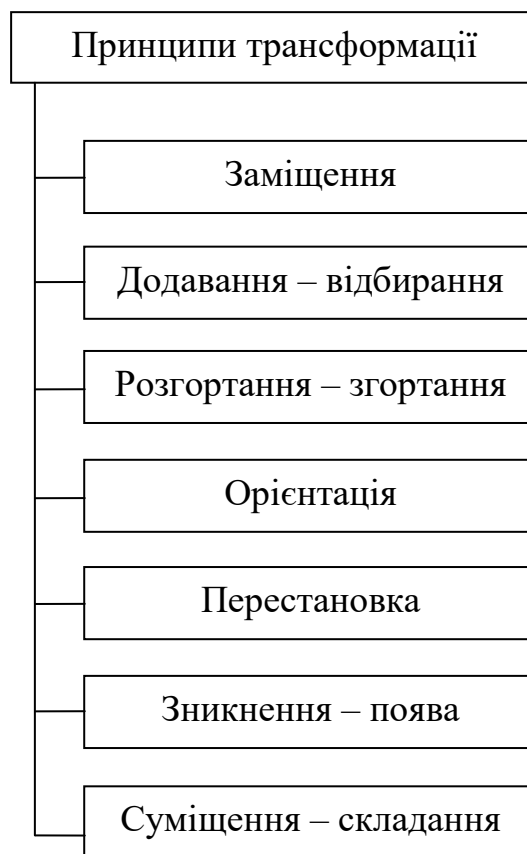 Принципи трансформації
Заміщення
Додавання – відбирання
Розгортання – згортання
Орієнтація
Перестановка
Зникнення – поява
Суміщення – складання